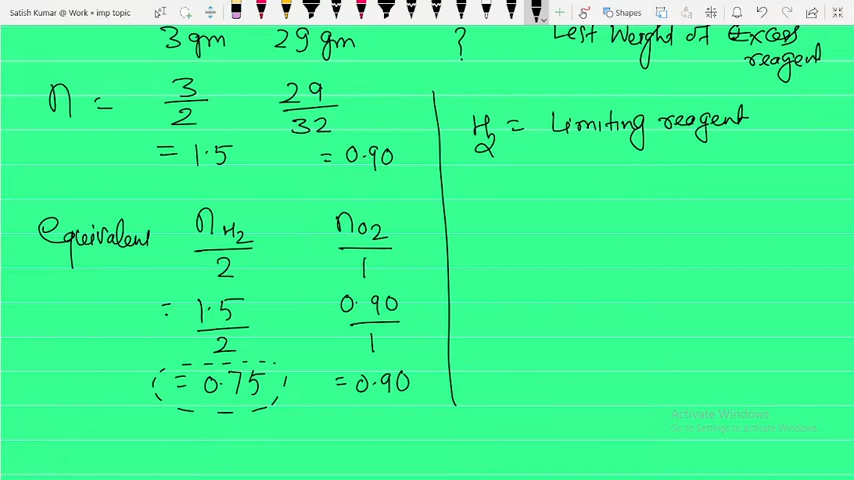 Satish Kumar @ Work = imp topic
Shapes
3 gm 29 gm ? Lest Weight of Excess
reagent
n = 3/2 29/32
= 1.5 = 0.90
H2 = Limiting reagent
equivalent nH2/2 nO2/1
= 1.5/2 0.90/1
= 0.75 = 0.90
Activate Windows
Go to Settings to activate Windows.